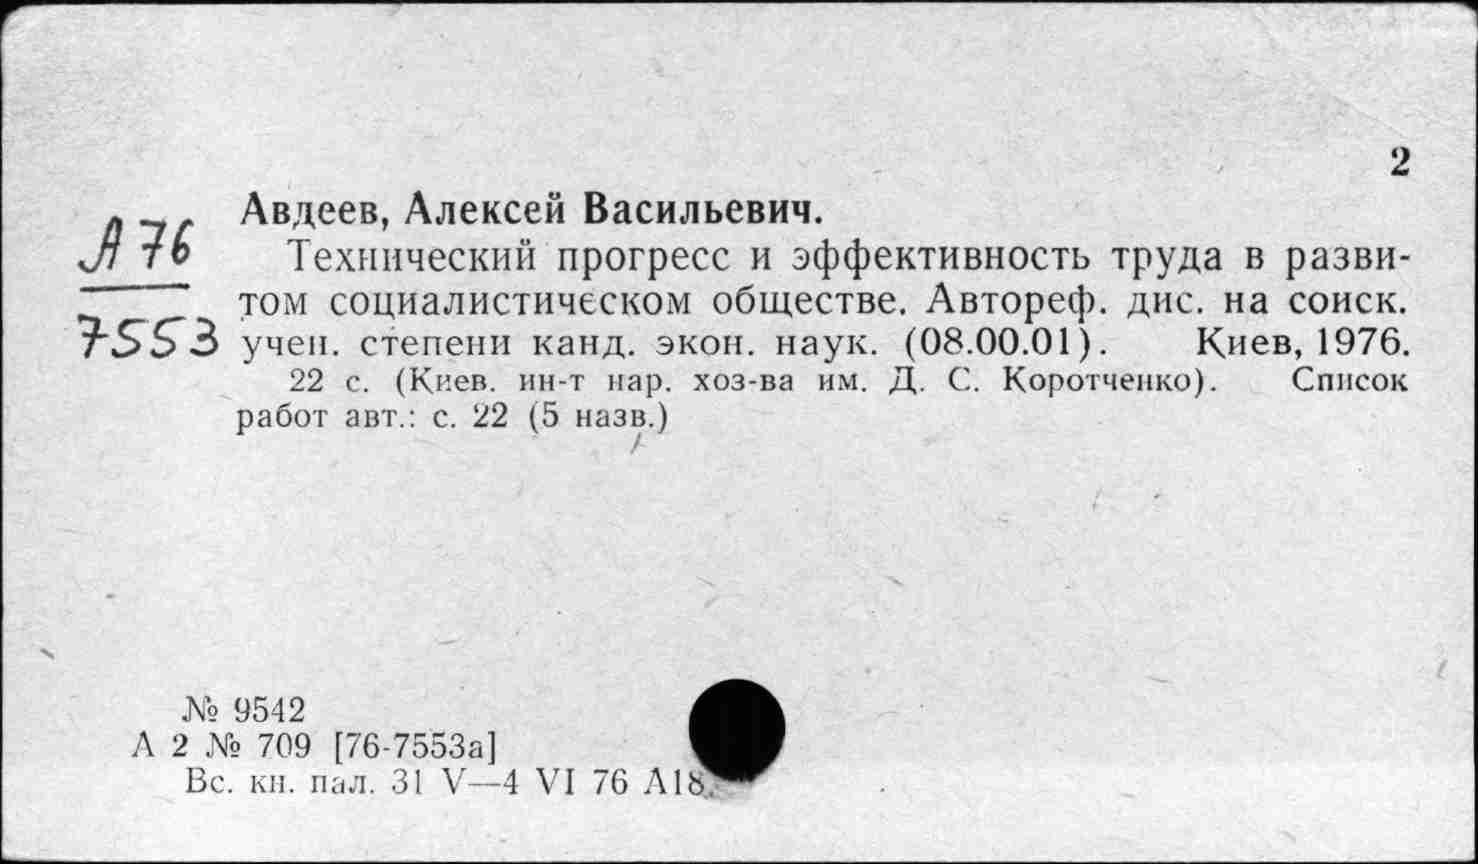 2
Авдеев, Алексей Васильевич.
А 76
7553
Технический прогресс и эффективность труда в разви-
том социалистическом обществе. Автореф. дис. на соиск.
учен. степени канд. экон. наук. (08.00.01). Киев, 1976.
22 с. (Киев. ин-т нар. хоз-ва им. Д. С. Коротченко). Список
работ авт.: с. 22 (5 назв.)
№ 9542
А 2 № 709 [76-7553а]
Вс. кн. пал. 31 V—4 VI 76 А18.